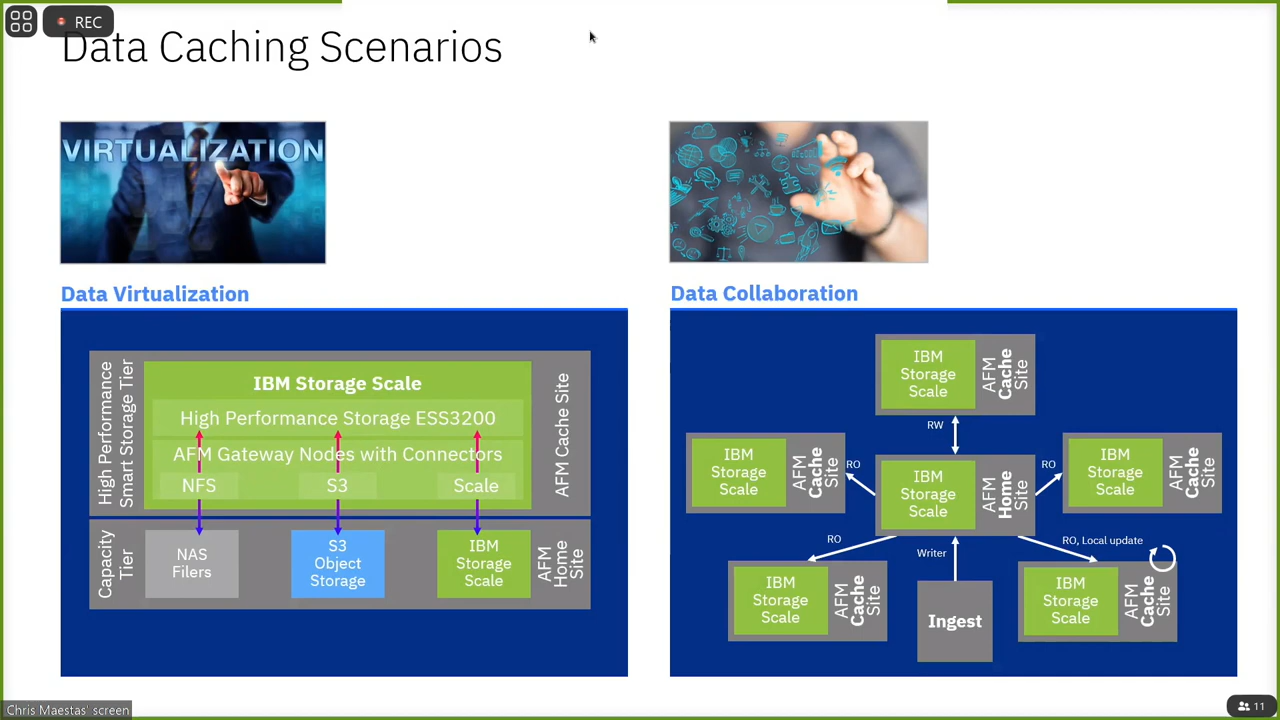 REC
Data Caching Scenarios
VIRTUALIZATION
Data Virtualization
High Performance
Smart Storage Tier
IBM Storage Scale
High Performance Storage ESS3200
AFM Gateway Nodes with Connectors
NFS
S3
Scale
AFM Cache Site
Capacity
Tier
NAS
Filers
S3
Object
Storage
IBM
Storage
Scale
AFM
Home
Site
Data Collaboration
IBM
Storage
Scale
AFM
Cache
Site
RW
IBM
Storage
Scale
AFM
Cache
Site
RO
IBM
Storage
Scale
AFM
Home
Site
RO
IBM
Storage
Scale
AFM
Cache
Site
RO
Writer
RO, Local update
IBM
Storage
Scale
AFM
Cache
Site
Ingest
IBM
Storage
Scale
AFM
Cache
Site
Chris Maestas' screen
11